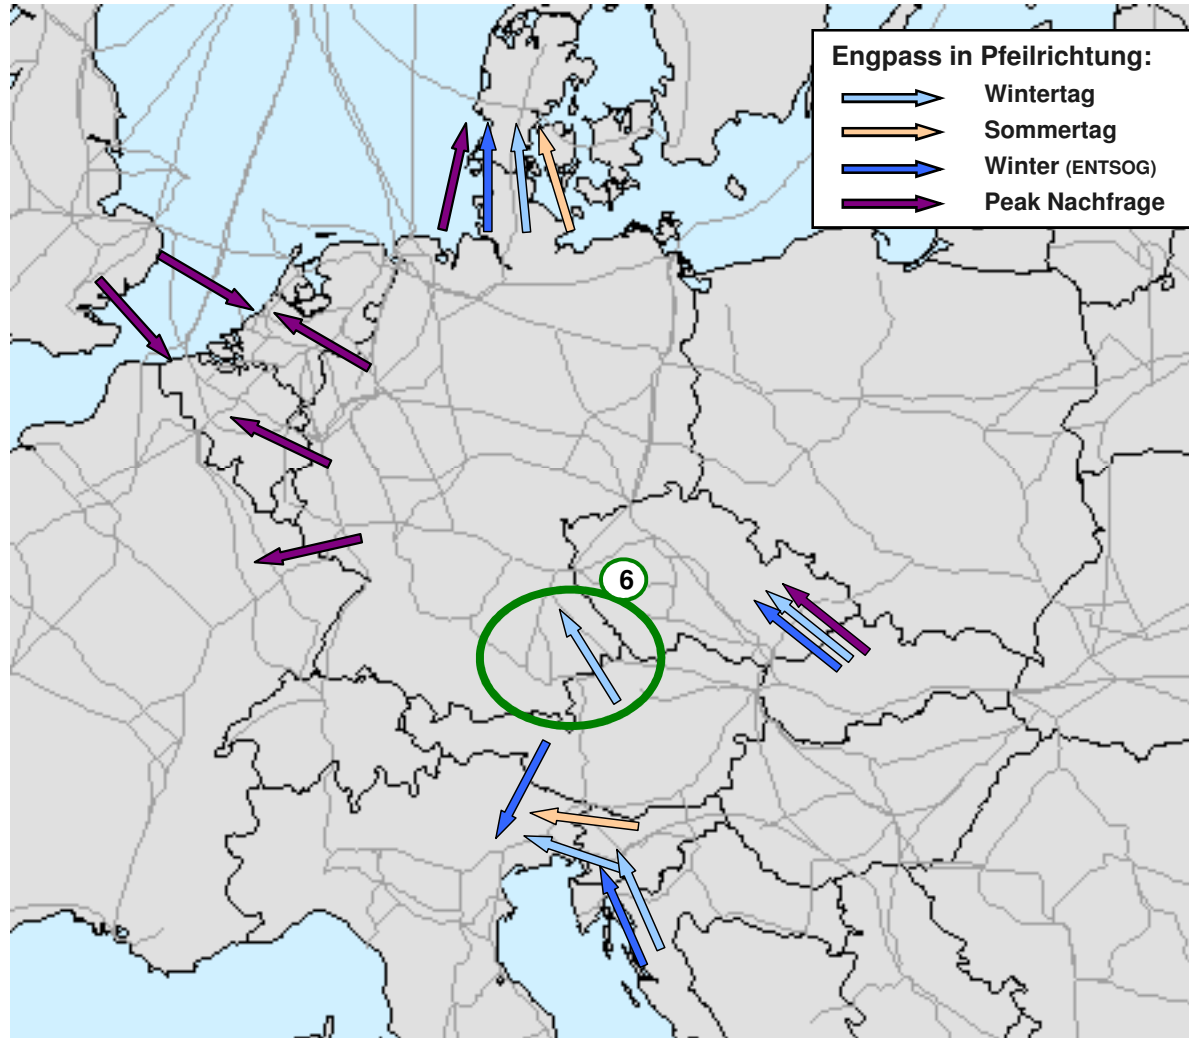 Engpass in Pfeilrichtung:
Wintertag
Sommertag
Winter (ENTSOG)
Peak Nachfrage
6